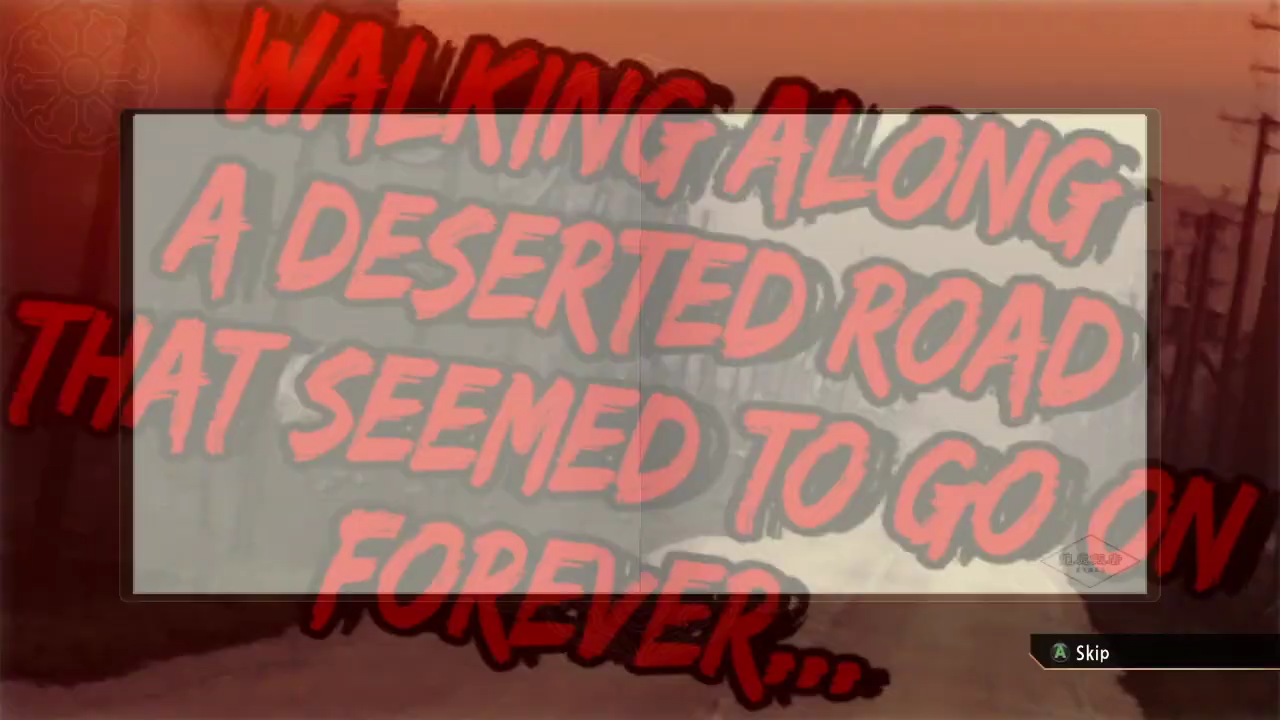 WALKING ALONG
A DESERTED ROAD
THAT SEEMED TO GO ON
FOREVER...
A Skip